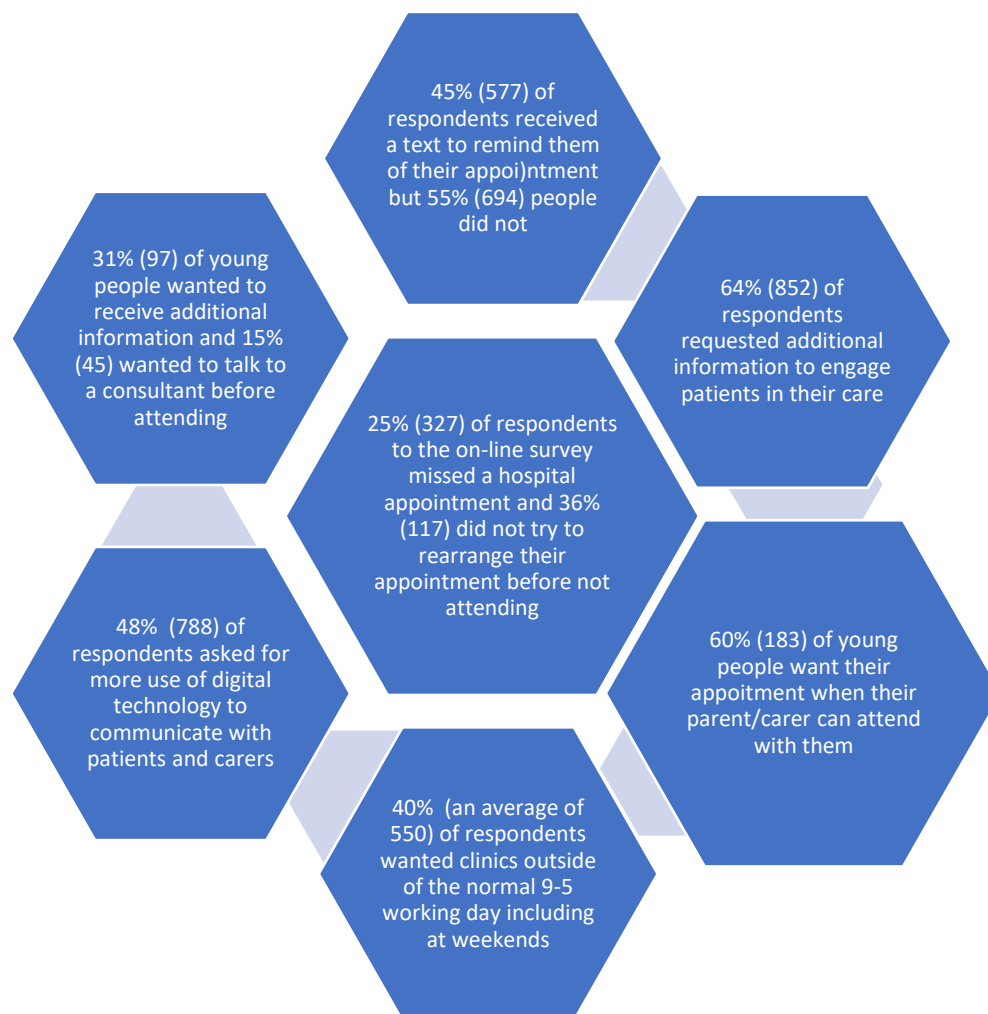 45% (577) of
respondents received
a text to remind them
of their appoi)ntment
but 55% (694) people
did not
31% (97) of young
people wanted to
receive additional
information and 15%
(45) wanted to talk to
a consultant before
attending
64% (852) of
respondents
requested additional
information to engage
patients in their care
25% (327) of respondents
to the on-line survey
missed a hospital
appointment and 36%
(117) did not try to
rearrange their
appointment before not
attending
48%  (788) of
respondents asked for
more use of digital
technology to
communicate with
patients and carers
60% (183) of young
people want their
appoitment when their
parent/carer can attend
with them
40%  (an average of
550) of respondents
wanted clinics outside
of the normal 9-5
working day including
at weekends